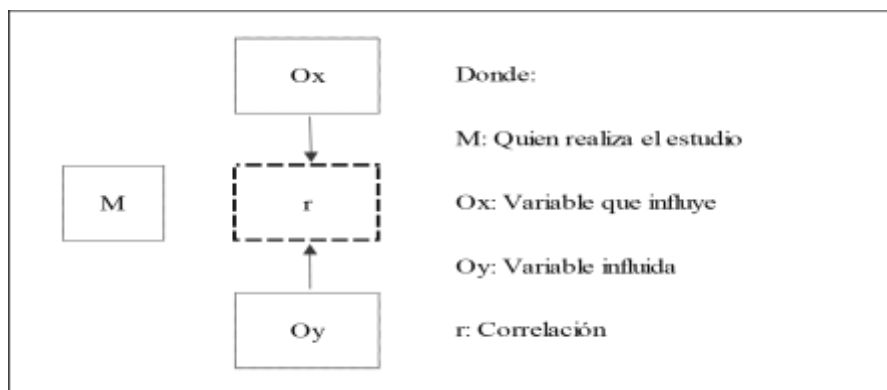 Ox
M
r
Oy
Donde:
M: Quien realiza el estudio
Ox: Variable que influye
Oy: Variable influida
r: Correlación